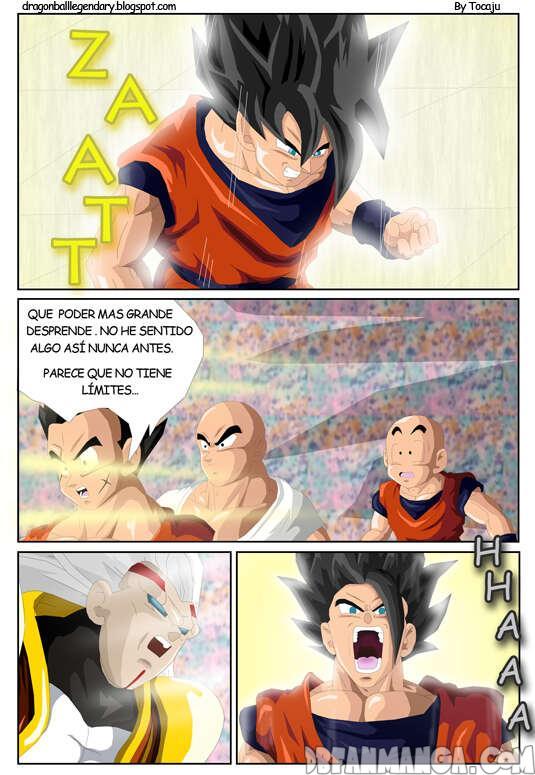 dragonballlegendary.blogspot.com
By Tocaju
ZAATT
QUE PODER MAS GRANDE
DESPRENDE . NO HE SENTIDO
ALGO ASÍ NUNCA ANTES.
PARECE QUE NO TIENE
LÍMITES...
HHAAA
DBFANMANGA.COM